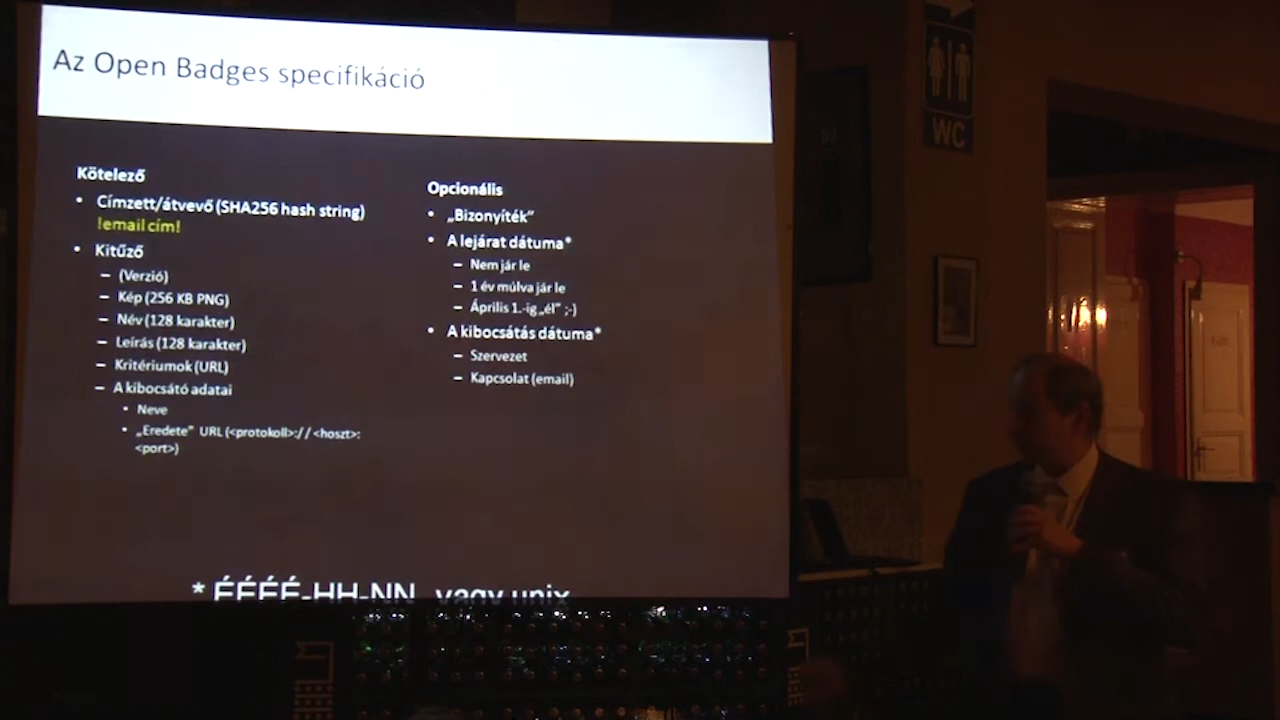 Az Open Badges specifikáció
Kötelező
• Címzett/átvevő (SHA256 hash string)
!email cím!
• Kitűző
– (Verzió)
– Kép (256 KB PNG)
– Név (128 karakter)
– Leírás (128 karakter)
– Kritériumok (URL)
– A kibocsátó adatai
• Neve
• „Eredete” URL (<protokoll>:// <hoszt>:
<port>)
Opcionális
• „Bizonyíték”
• A lejárat dátuma*
– Nem jár le
– 1 év múlva jár le
– Április 1.-ig „él” ;-)
• A kibocsátás dátuma*
– Szervezet
– Kapcsolat (email)
* ÉÉÉÉ-HH-NN vagy unix
WC